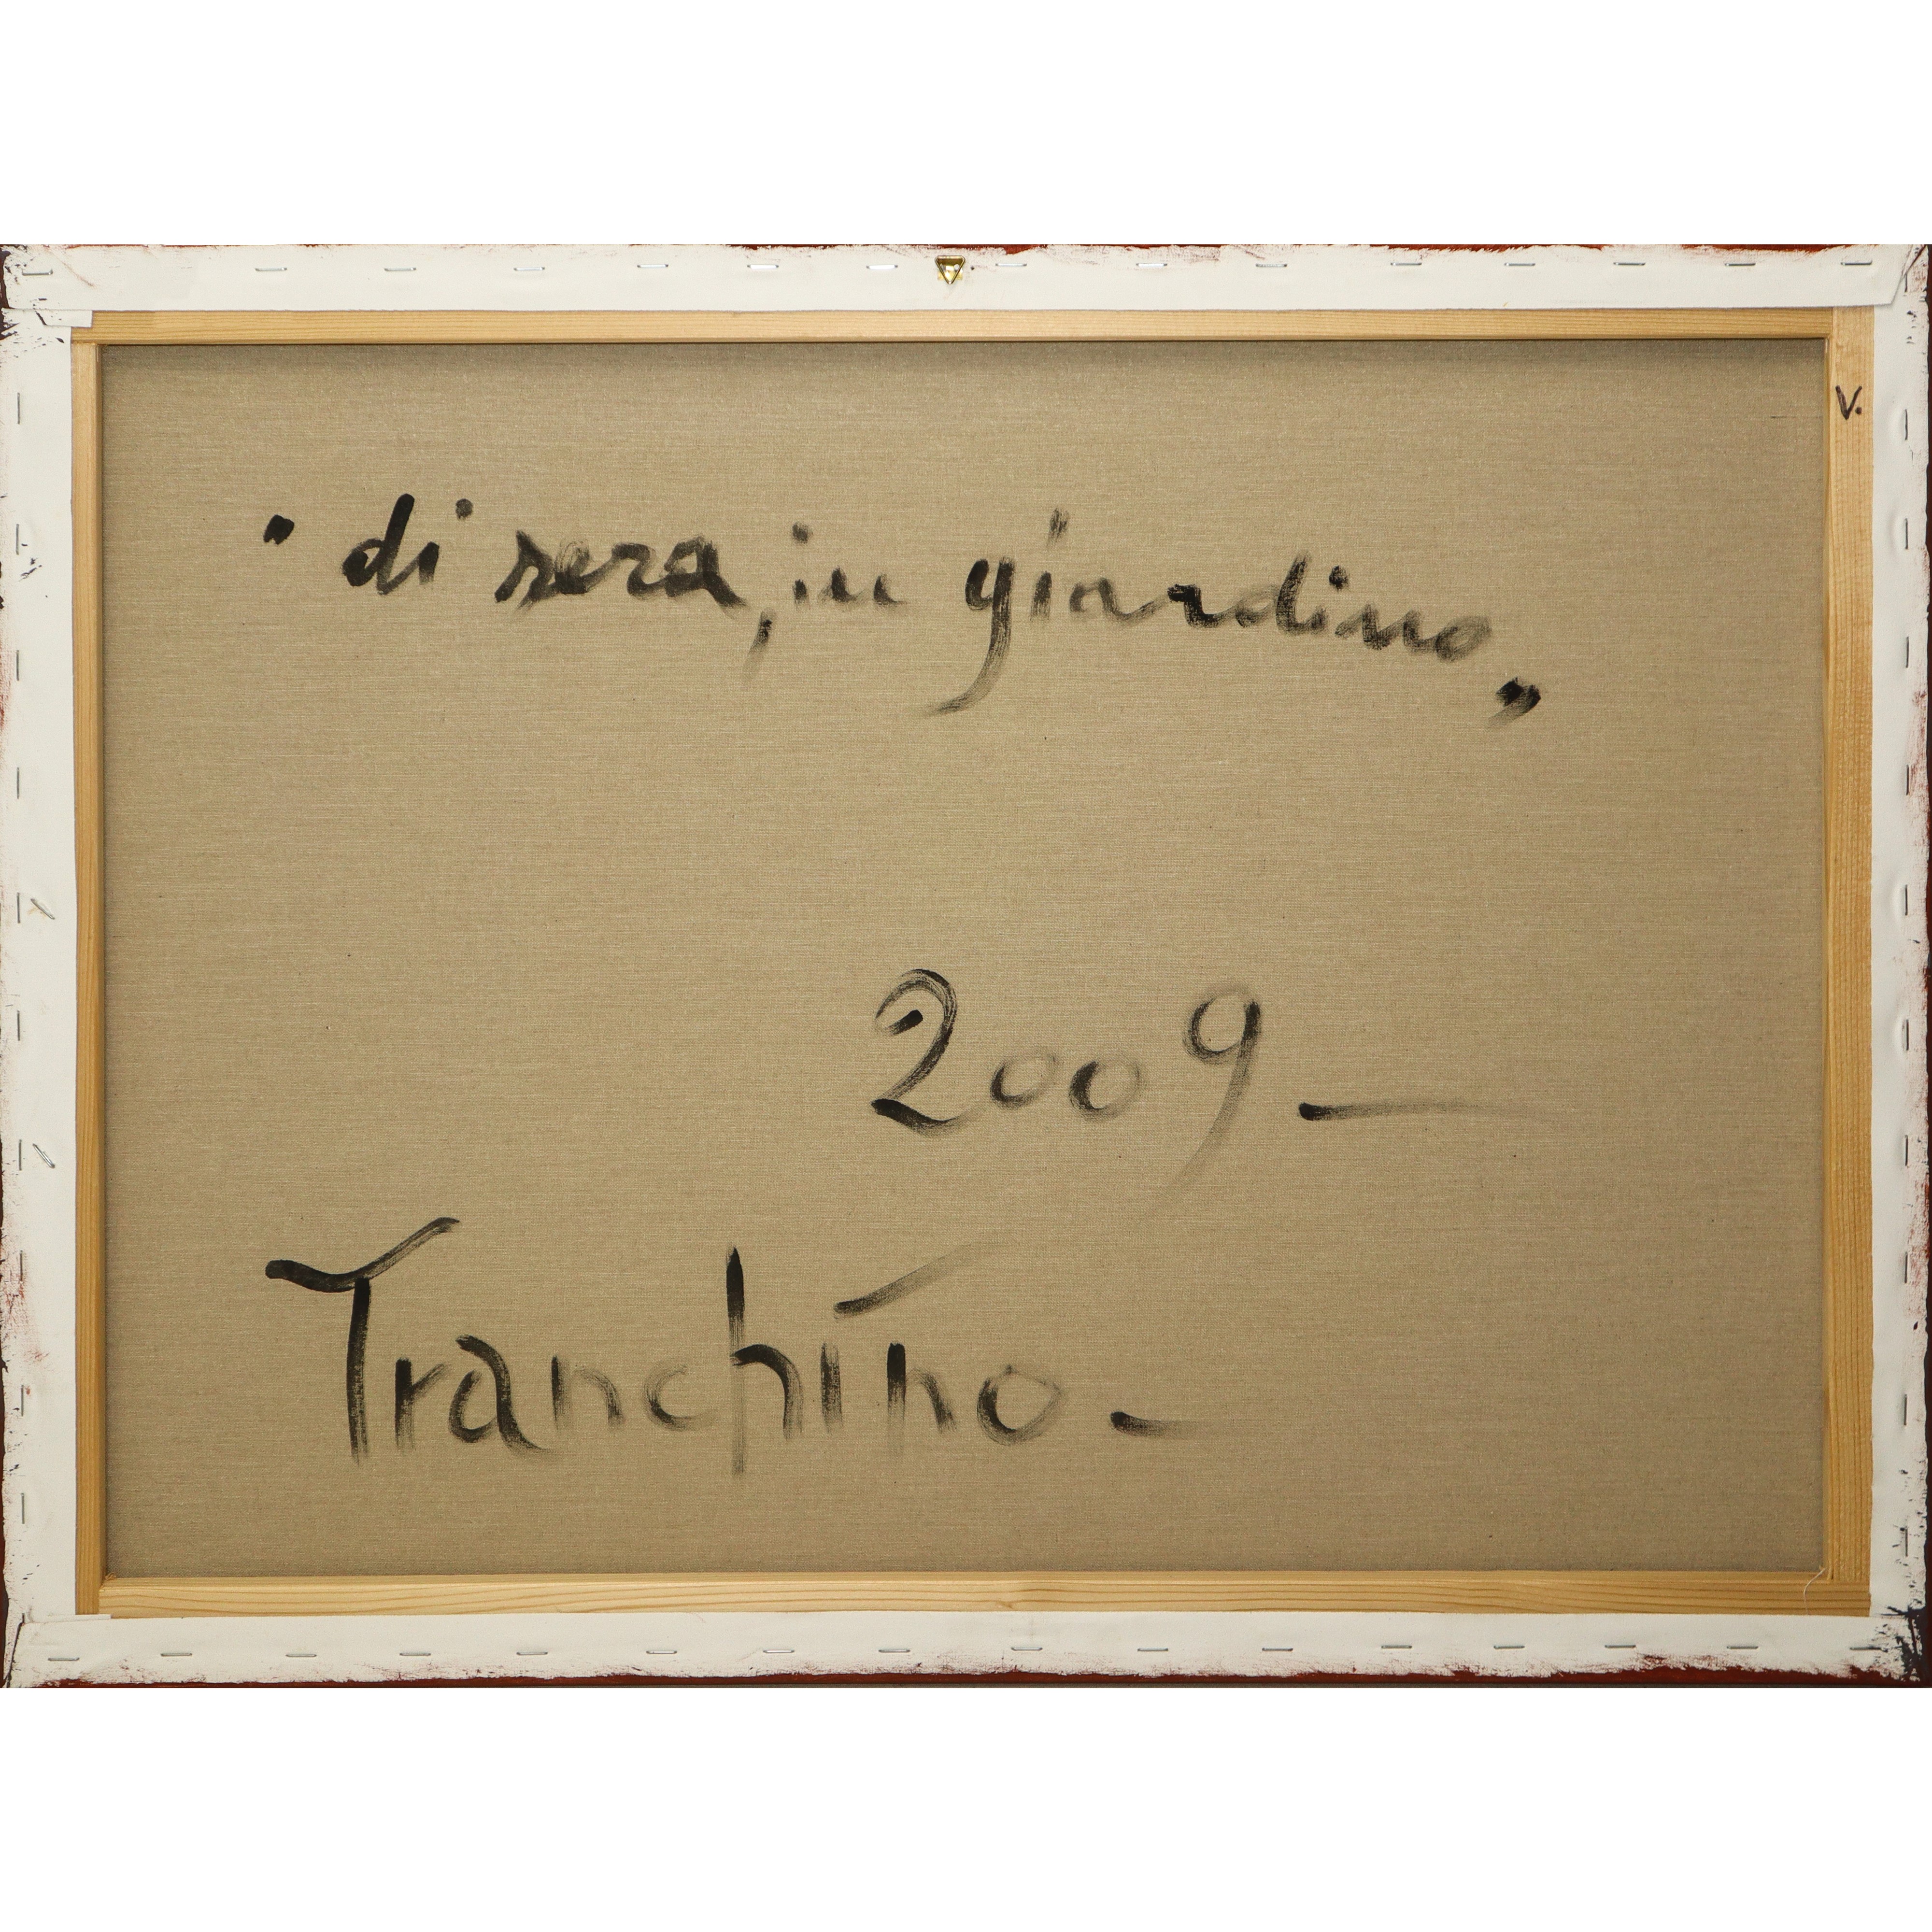 V.
"di sera, in giardino"
2009-
Tranchino-